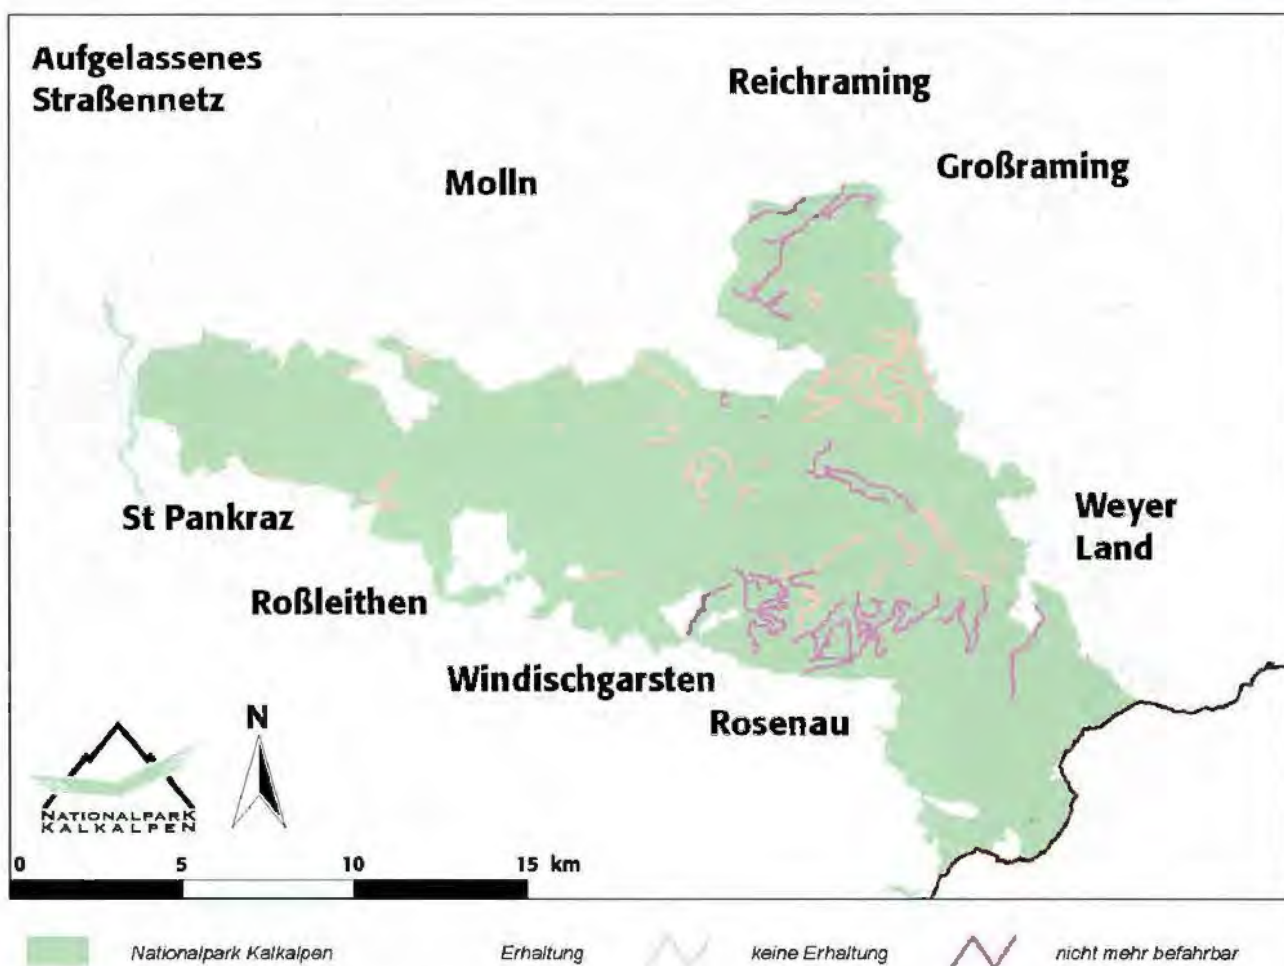 Aufgelassenes
Straßennetz
Reichraming
Großraming
Molln
St Pankraz
Weyer
Land
Roßleithen
Windischgarsten
Rosenau
N
NATIONALPARK
KALKALPEN
0 5 10 15 km
Nationalpark Kalkalpen Erhaltung keine Erhaltung nicht mehr befahrbar